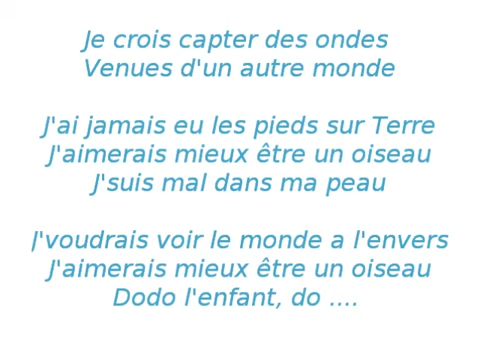 Je crois capter des ondes
Venues d'un autre monde
J'ai jamais eu les pieds sur Terre
J'aimerais mieux être un oiseau
J'suis mal dans ma peau
J'voudrais voir le monde a l'envers
J'aimerais mieux être un oiseau
Dodo l'enfant, do ....